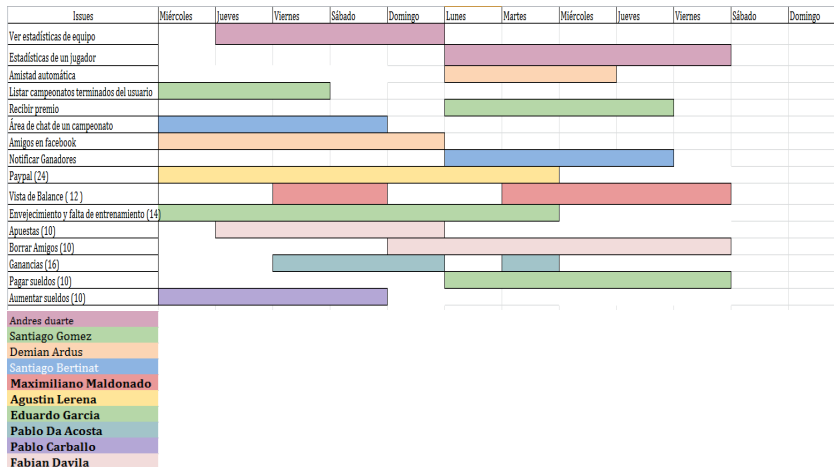 Issues Miércoles Jueves Viernes Sábado Domingo Lunes Martes Miércoles Jueves Viernes Sábado Domingo
Ver estadísticas de equipo
Estadísticas de un jugador
Amistad automática
Listar campeonatos terminados del usuario
Recibir premio
Área de chat de un campeonato
Amigos en facebook
Notificar Ganadores
Paypal (24)
Vista de Balance ( 12 )
Envejecimiento y falta de entrenamiento (14)
Apuestas (10)
Borrar Amigos (10)
Ganancias (16)
Pagar sueldos (10)
Aumentar sueldos (10)
Andres duarte
Santiago Gomez
Demian Ardus
Santiago Bertinat
Maximiliano Maldonado
Agustin Lerena
Eduardo Garcia
Pablo Da Acosta
Pablo Carballo
Fabian Davila